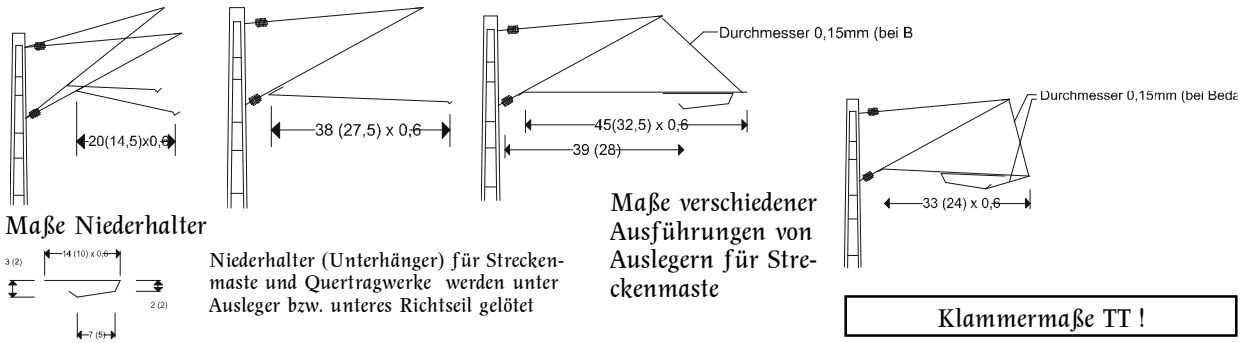 Durchmesser 0,15mm (bei B
Durchmesser 0,15mm (bei Beda
20(14,5)x0,6
38 (27,5) x 0,6
45(32,5) x 0,6
39 (28)
33 (24) x 0,6
Maße Niederhalter
14 (10) x 0,6
3 (2)
2 (2)
7 (5)
Niederhalter (Unterhänger) für Strecken-
maste und Quertragwerke werden unter
Ausleger bzw. unteres Richtseil gelötet
Maße verschiedener
Ausführungen von
Auslegern für Stre-
ckenmaste
Klammermaße TT !